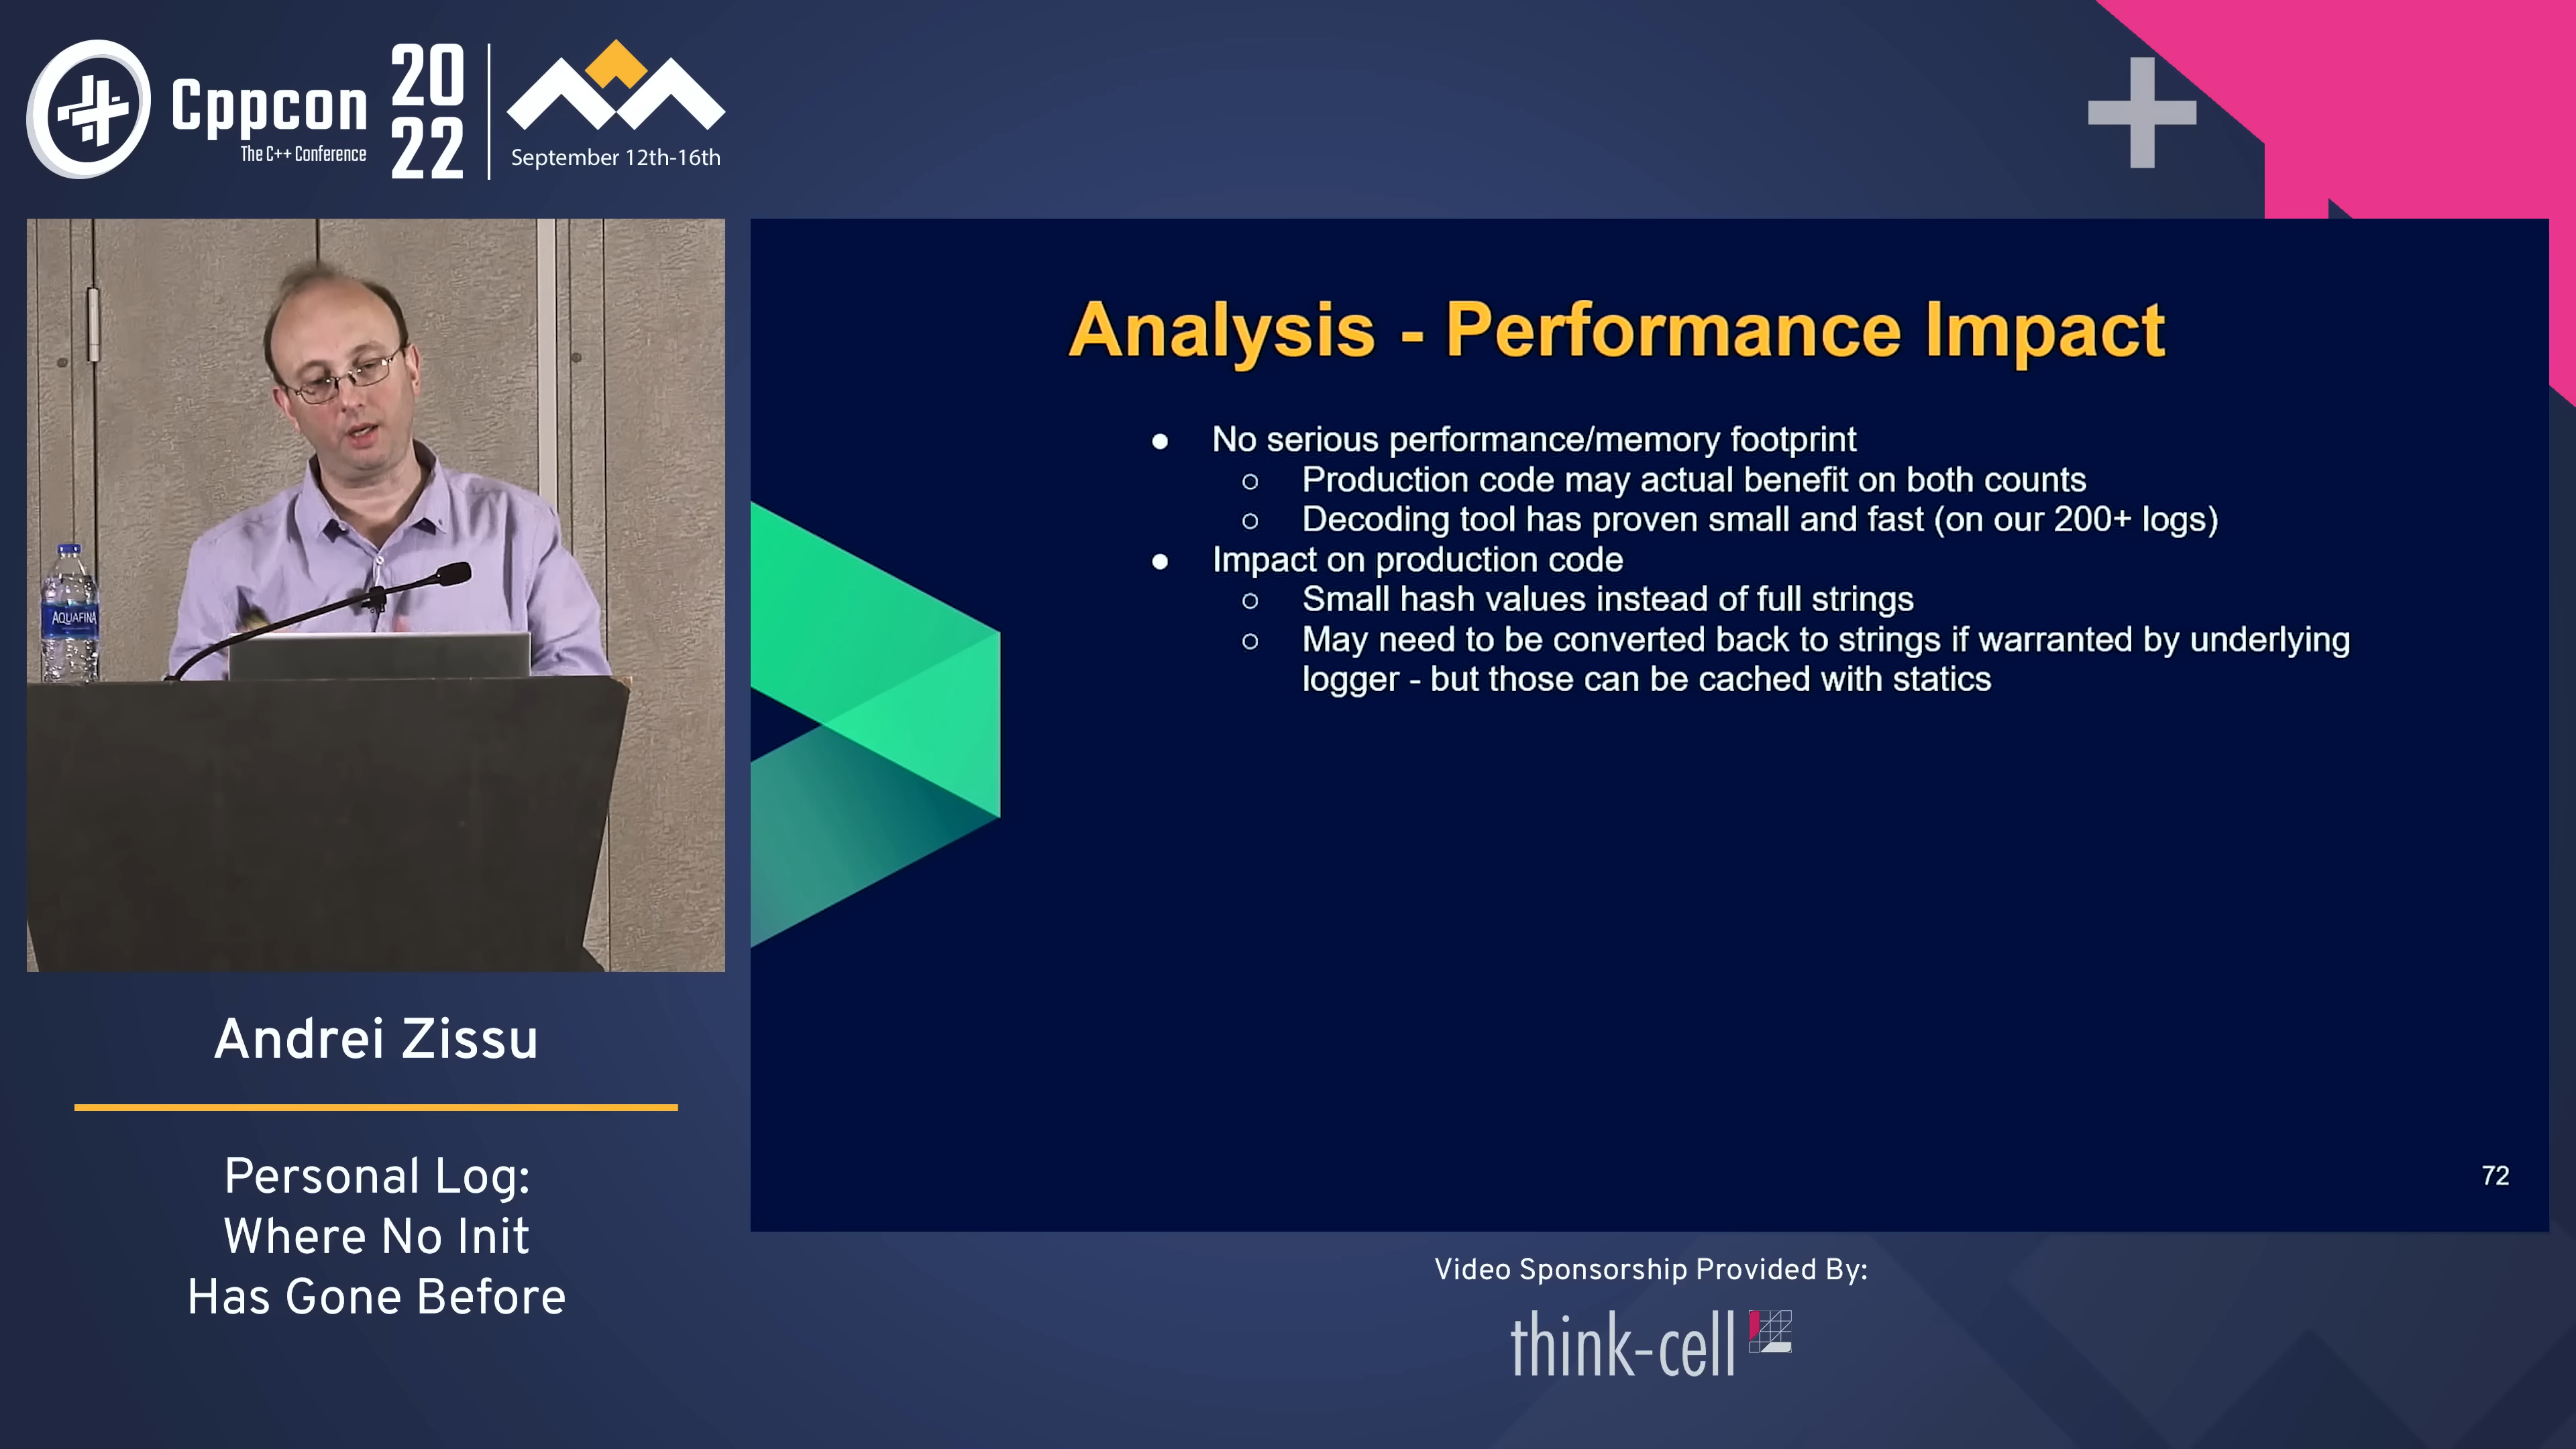 Cppcon
The C++ Conference
20
22
September 12th-16th
AQUAFINA
Andrei Zissu
Personal Log:
Where No Init
Has Gone Before
Analysis - Performance Impact
● No serious performance/memory footprint
○ Production code may actual benefit on both counts
○ Decoding tool has proven small and fast (on our 200+ logs)
● Impact on production code
○ Small hash values instead of full strings
○ May need to be converted back to strings if warranted by underlying
logger - but those can be cached with statics
72
Video Sponsorship Provided By:
think-cell